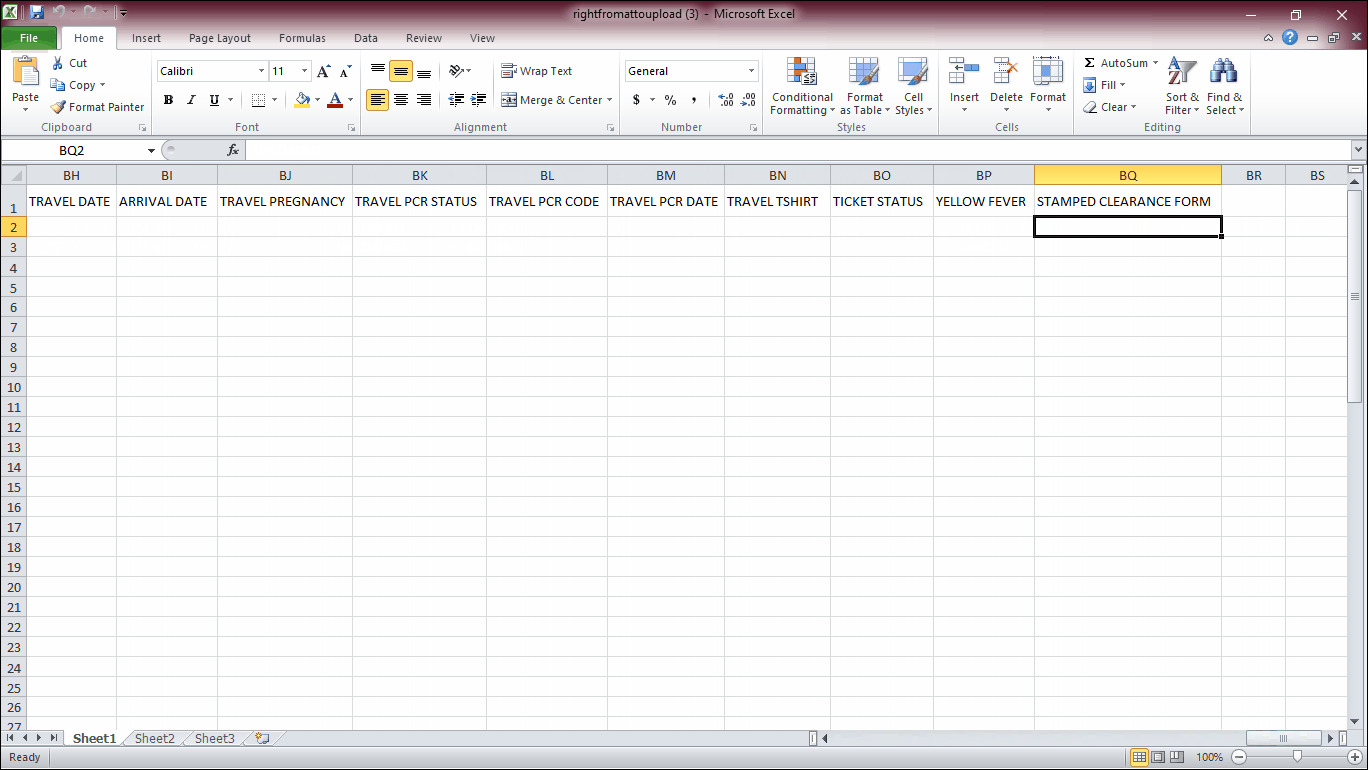 rightfromattoupload (3) - Microsoft Excel
File Home Insert Page Layout Formulas Data Review View
Cut
Copy
Format Painter
Paste
Clipboard
Calibri 11
B I U
Font
Wrap Text
Merge & Center
Alignment
General
$ % ,
Number
Conditional Formatting
Format as Table
Cell Styles
Styles
Insert Delete Format
Cells
Σ AutoSum
Fill
Clear
Sort & Filter
Find & Select
Editing
BQ2 fx
BH BI BJ BK BL BM BN BO BP BQ BR BS
1 TRAVEL DATE ARRIVAL DATE TRAVEL PREGNANCY TRAVEL PCR STATUS TRAVEL PCR CODE TRAVEL PCR DATE TRAVEL TSHIRT TICKET STATUS YELLOW FEVER STAMPED CLEARANCE FORM
2
3
4
5
6
7
8
9
10
11
12
13
14
15
16
17
18
19
20
21
22
23
24
25
26
27
Sheet1 Sheet2 Sheet3
Ready 100%